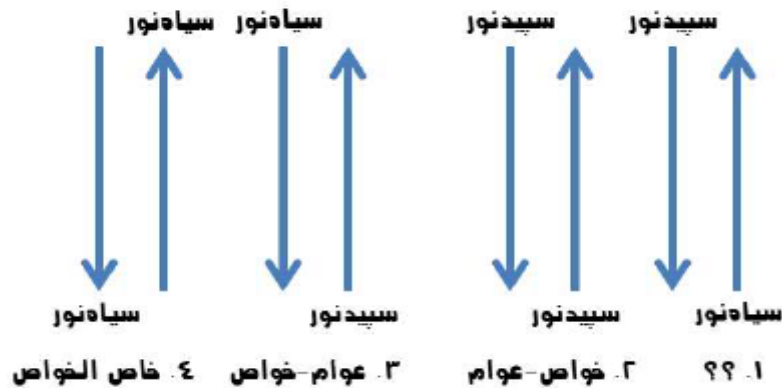 سپیدنور سپیدنور سیاه‌نور سیاه‌نور
سیاه‌نور سپیدنور سپیدنور سیاه‌نور
۱. ؟؟ ۲. خواص-عوام ۳. عوام-خواص ۴. خاص الخواص